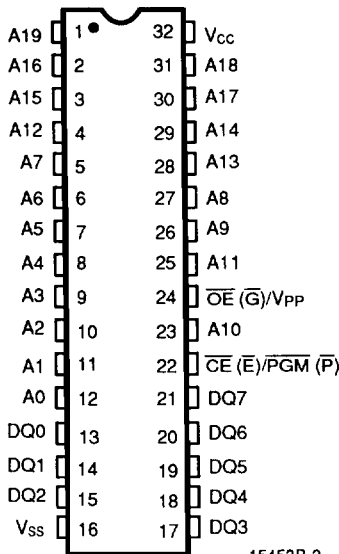 A19 1 32 Vcc
A16 2 31 A18
A15 3 30 A17
A12 4 29 A14
A7 5 28 A13
A6 6 27 A8
A5 7 26 A9
A4 8 25 A11
A3 9 24 OE (G)/VPP
A2 10 23 A10
A1 11 22 CE (E)/PGM (P)
A0 12 21 DQ7
DQ0 13 20 DQ6
DQ1 14 19 DQ5
DQ2 15 18 DQ4
Vss 16 17 DQ3